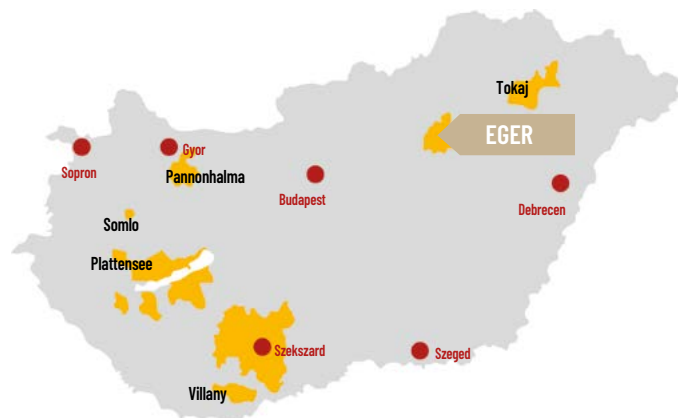 Tokaj
EGER
Gyor
Sopron
Pannonhalma
Budapest
Debrecen
Somlo
Plattensee
Szekszard
Szeged
Villany